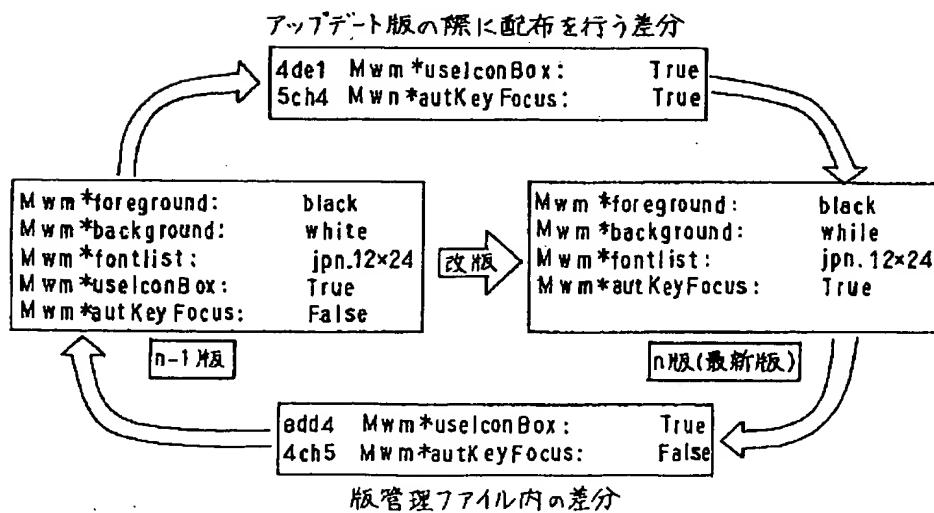 アップデート版の際に配布を行う差分
4de1 Mwm*useIconBox: True
5ch4 Mwn*autKeyFocus: True
Mwm*foreground: black
Mwm*background: white
Mwm*fontlist: jpn.12×24
Mwm*useIconBox: True
Mwm*autKeyFocus: False
n-1版
改版
Mwm*foreground: black
Mwm*background: while
Mwm*fontlist: jpn.12×24
Mwm*autKeyFocus: True
n版(最新版)
add4 Mwm*useIconBox: True
4ch5 Mwm*autKeyFocus: False
版管理ファイル内の差分